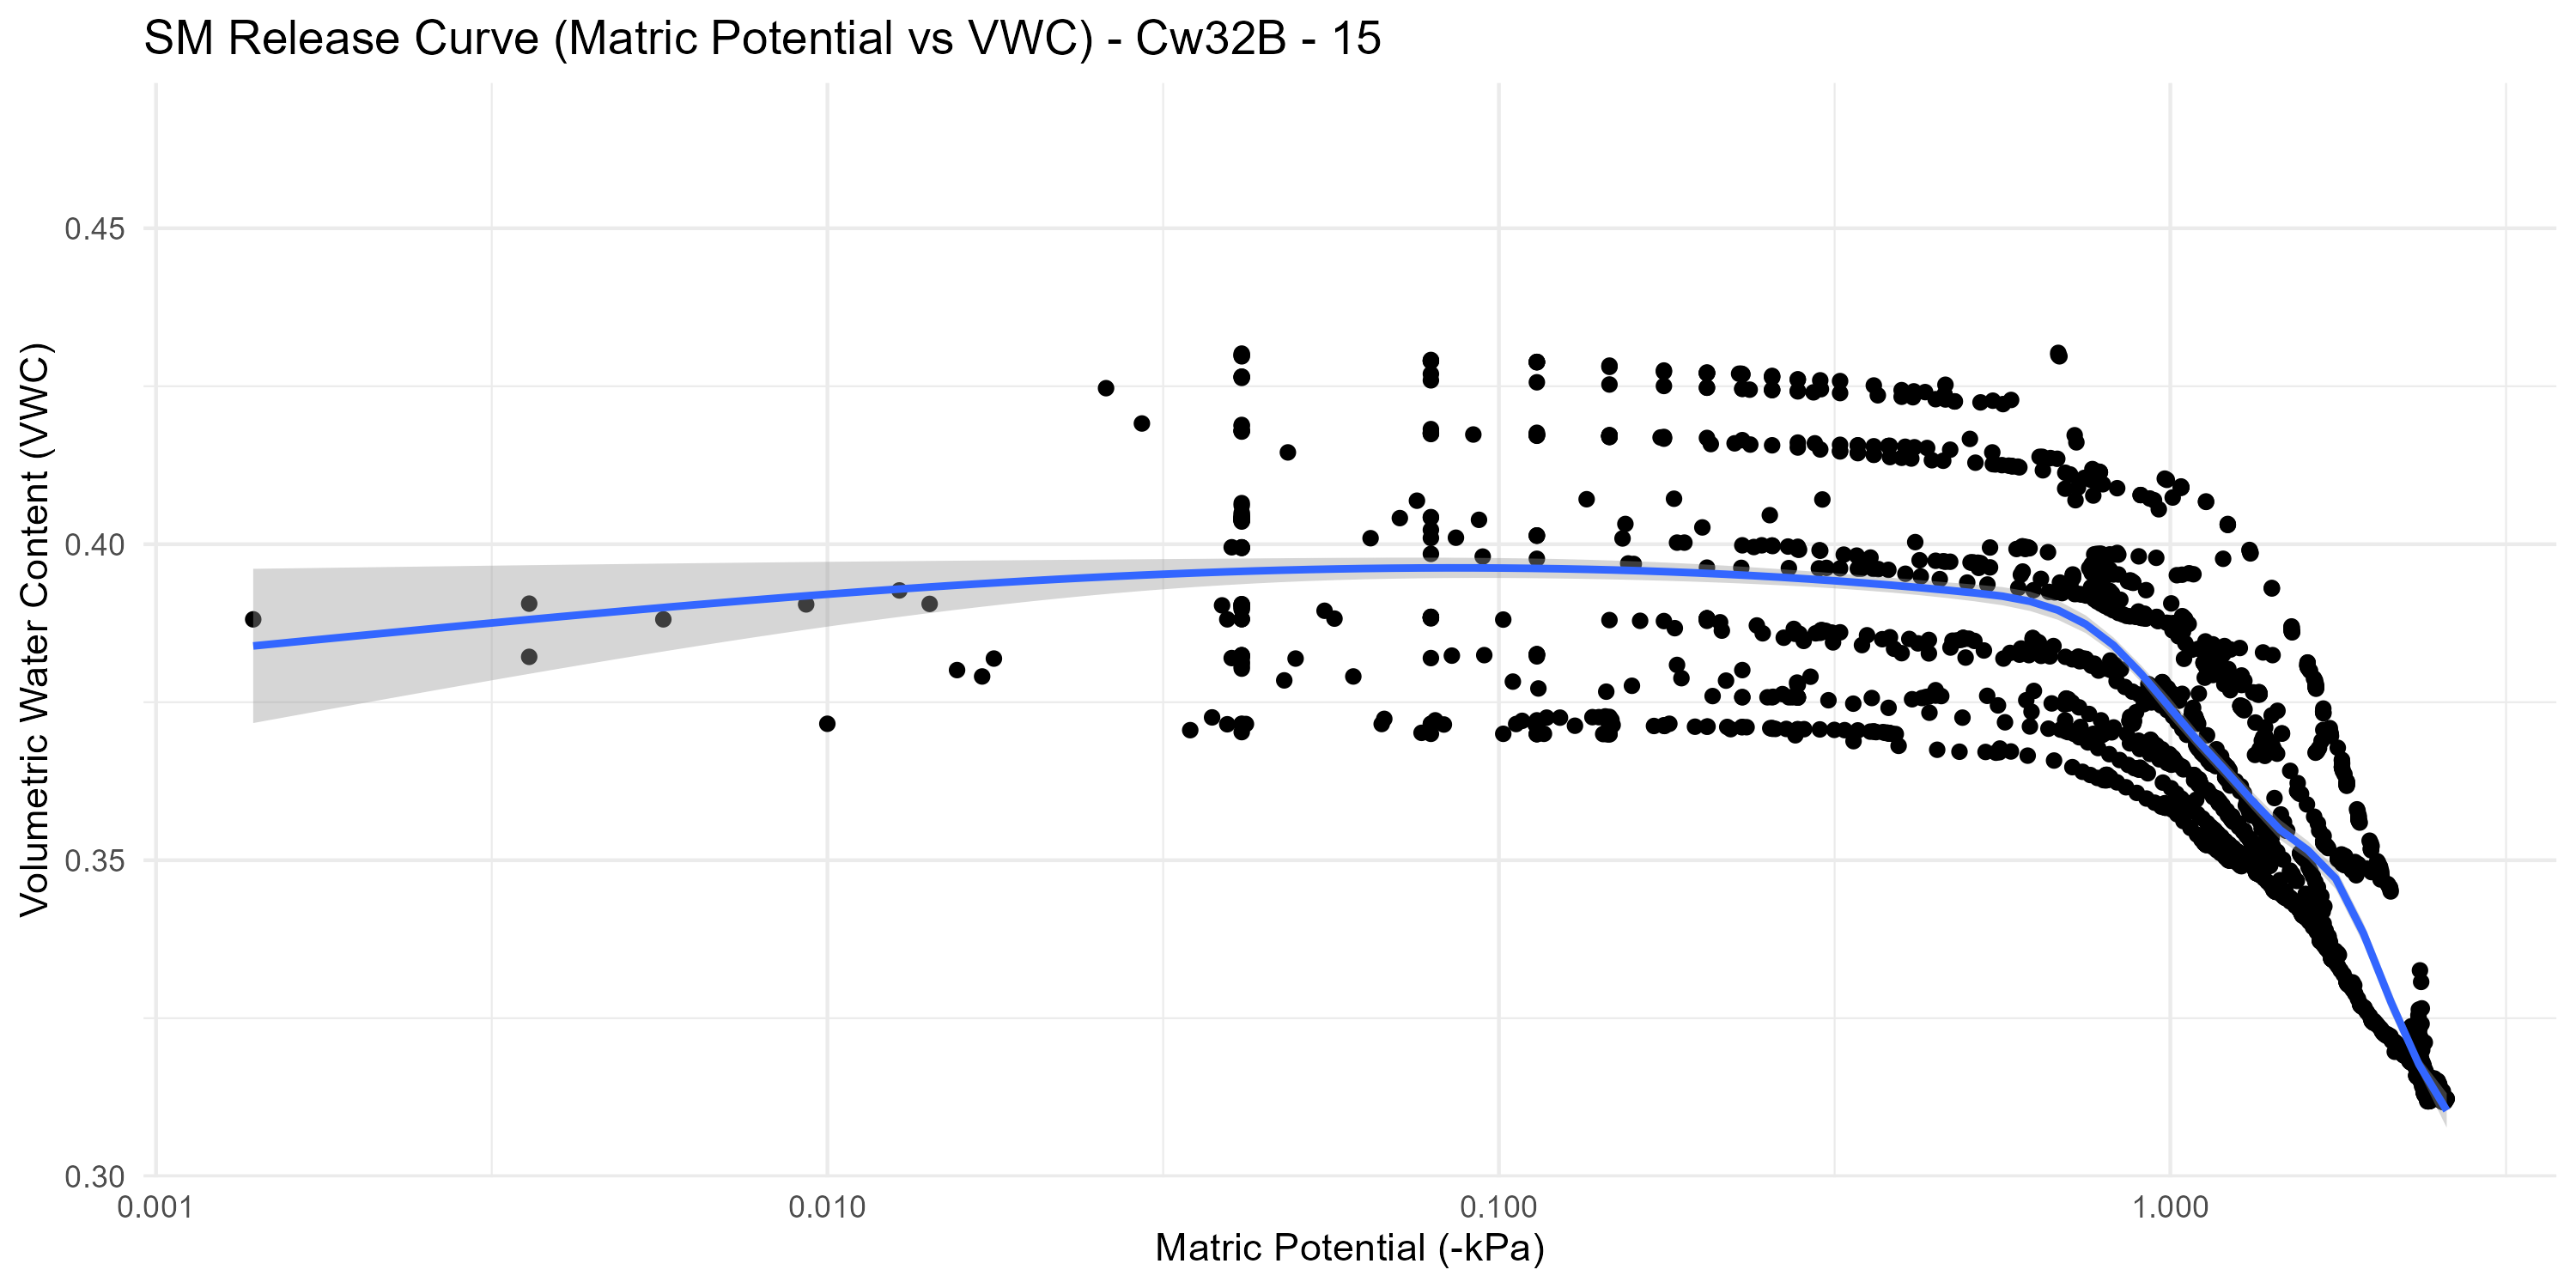 SM Release Curve (Matric Potential vs VWC) - Cw32B - 15
Volumetric Water Content (VWC)
0.45
0.40
0.35
0.30
0.001
0.010
0.100
1.000
Matric Potential (-kPa)